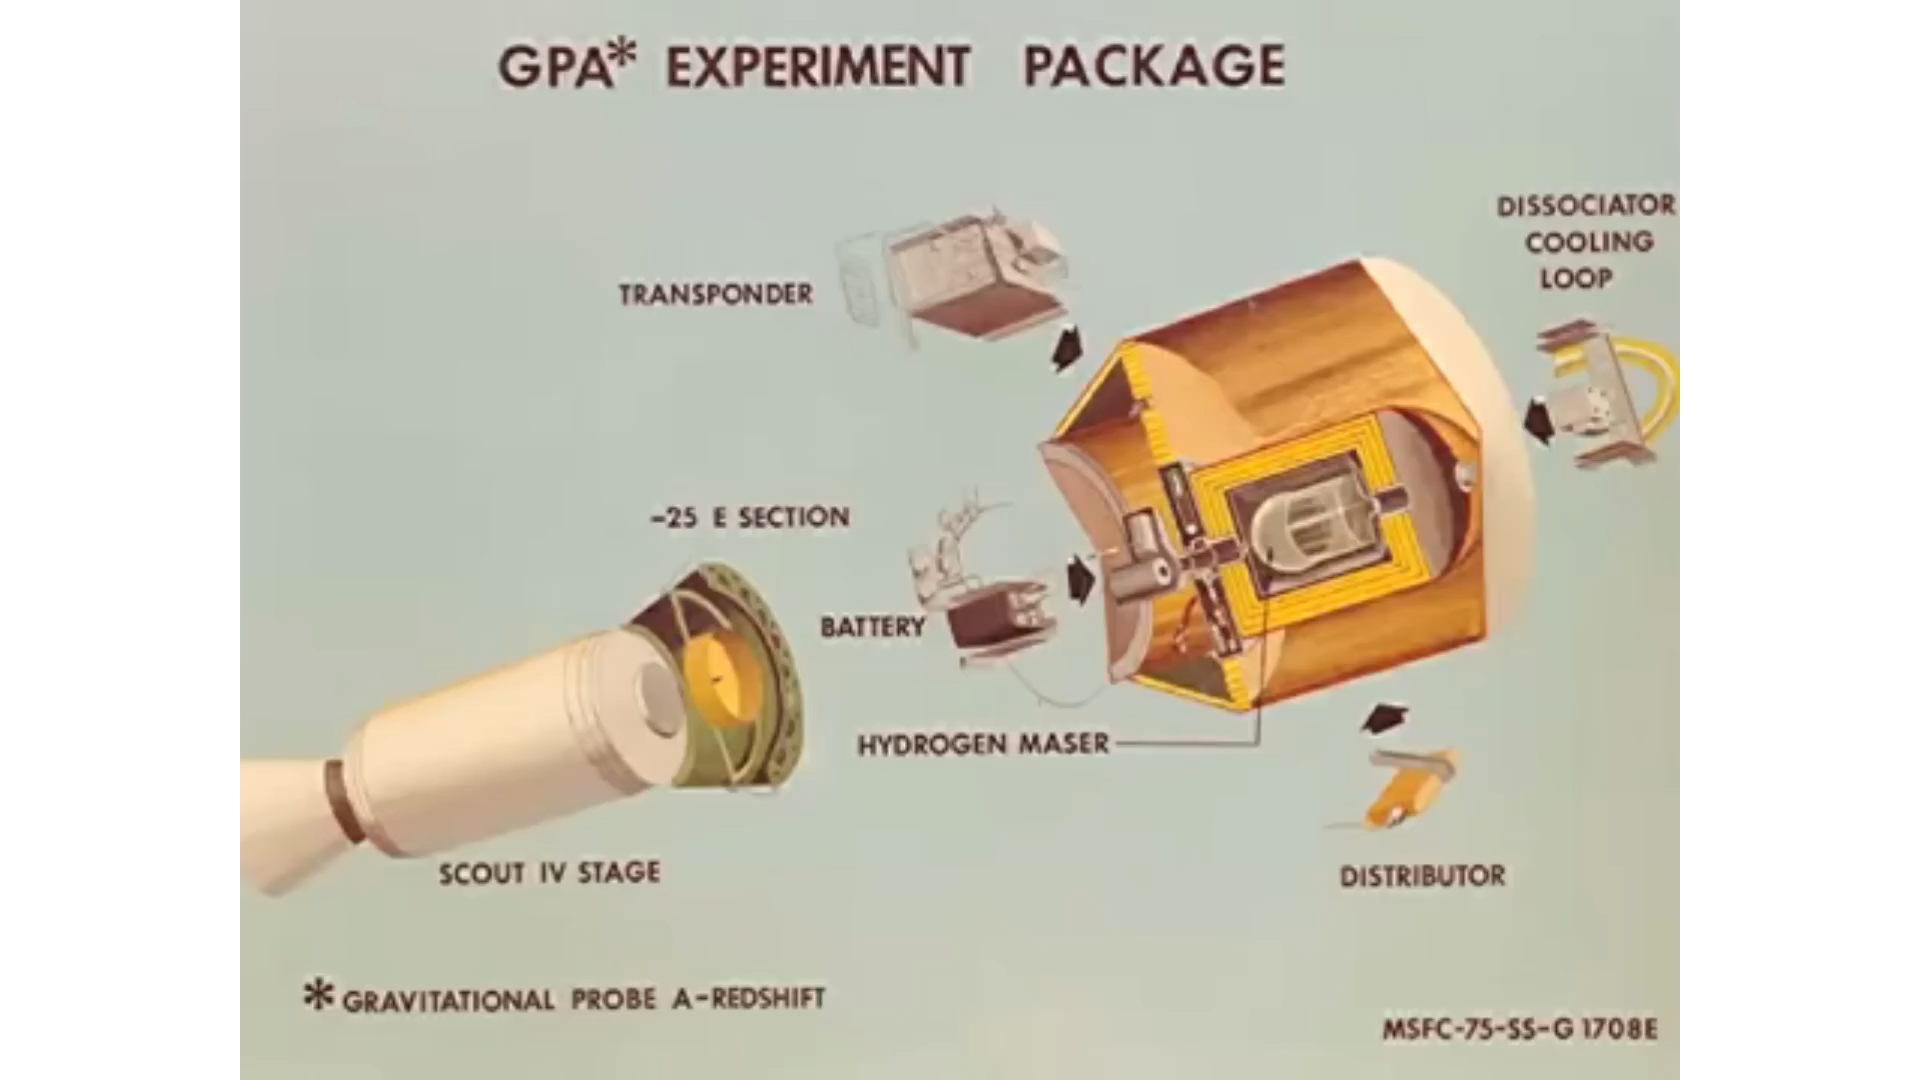 GPA* EXPERIMENT PACKAGE
DISSOCIATOR
COOLING
LOOP
TRANSPONDER
-25 E SECTION
BATTERY
HYDROGEN MASER
SCOUT IV STAGE
DISTRIBUTOR
* GRAVITATIONAL PROBE A-REDSHIFT
MSFC-75-SS-G 1708E